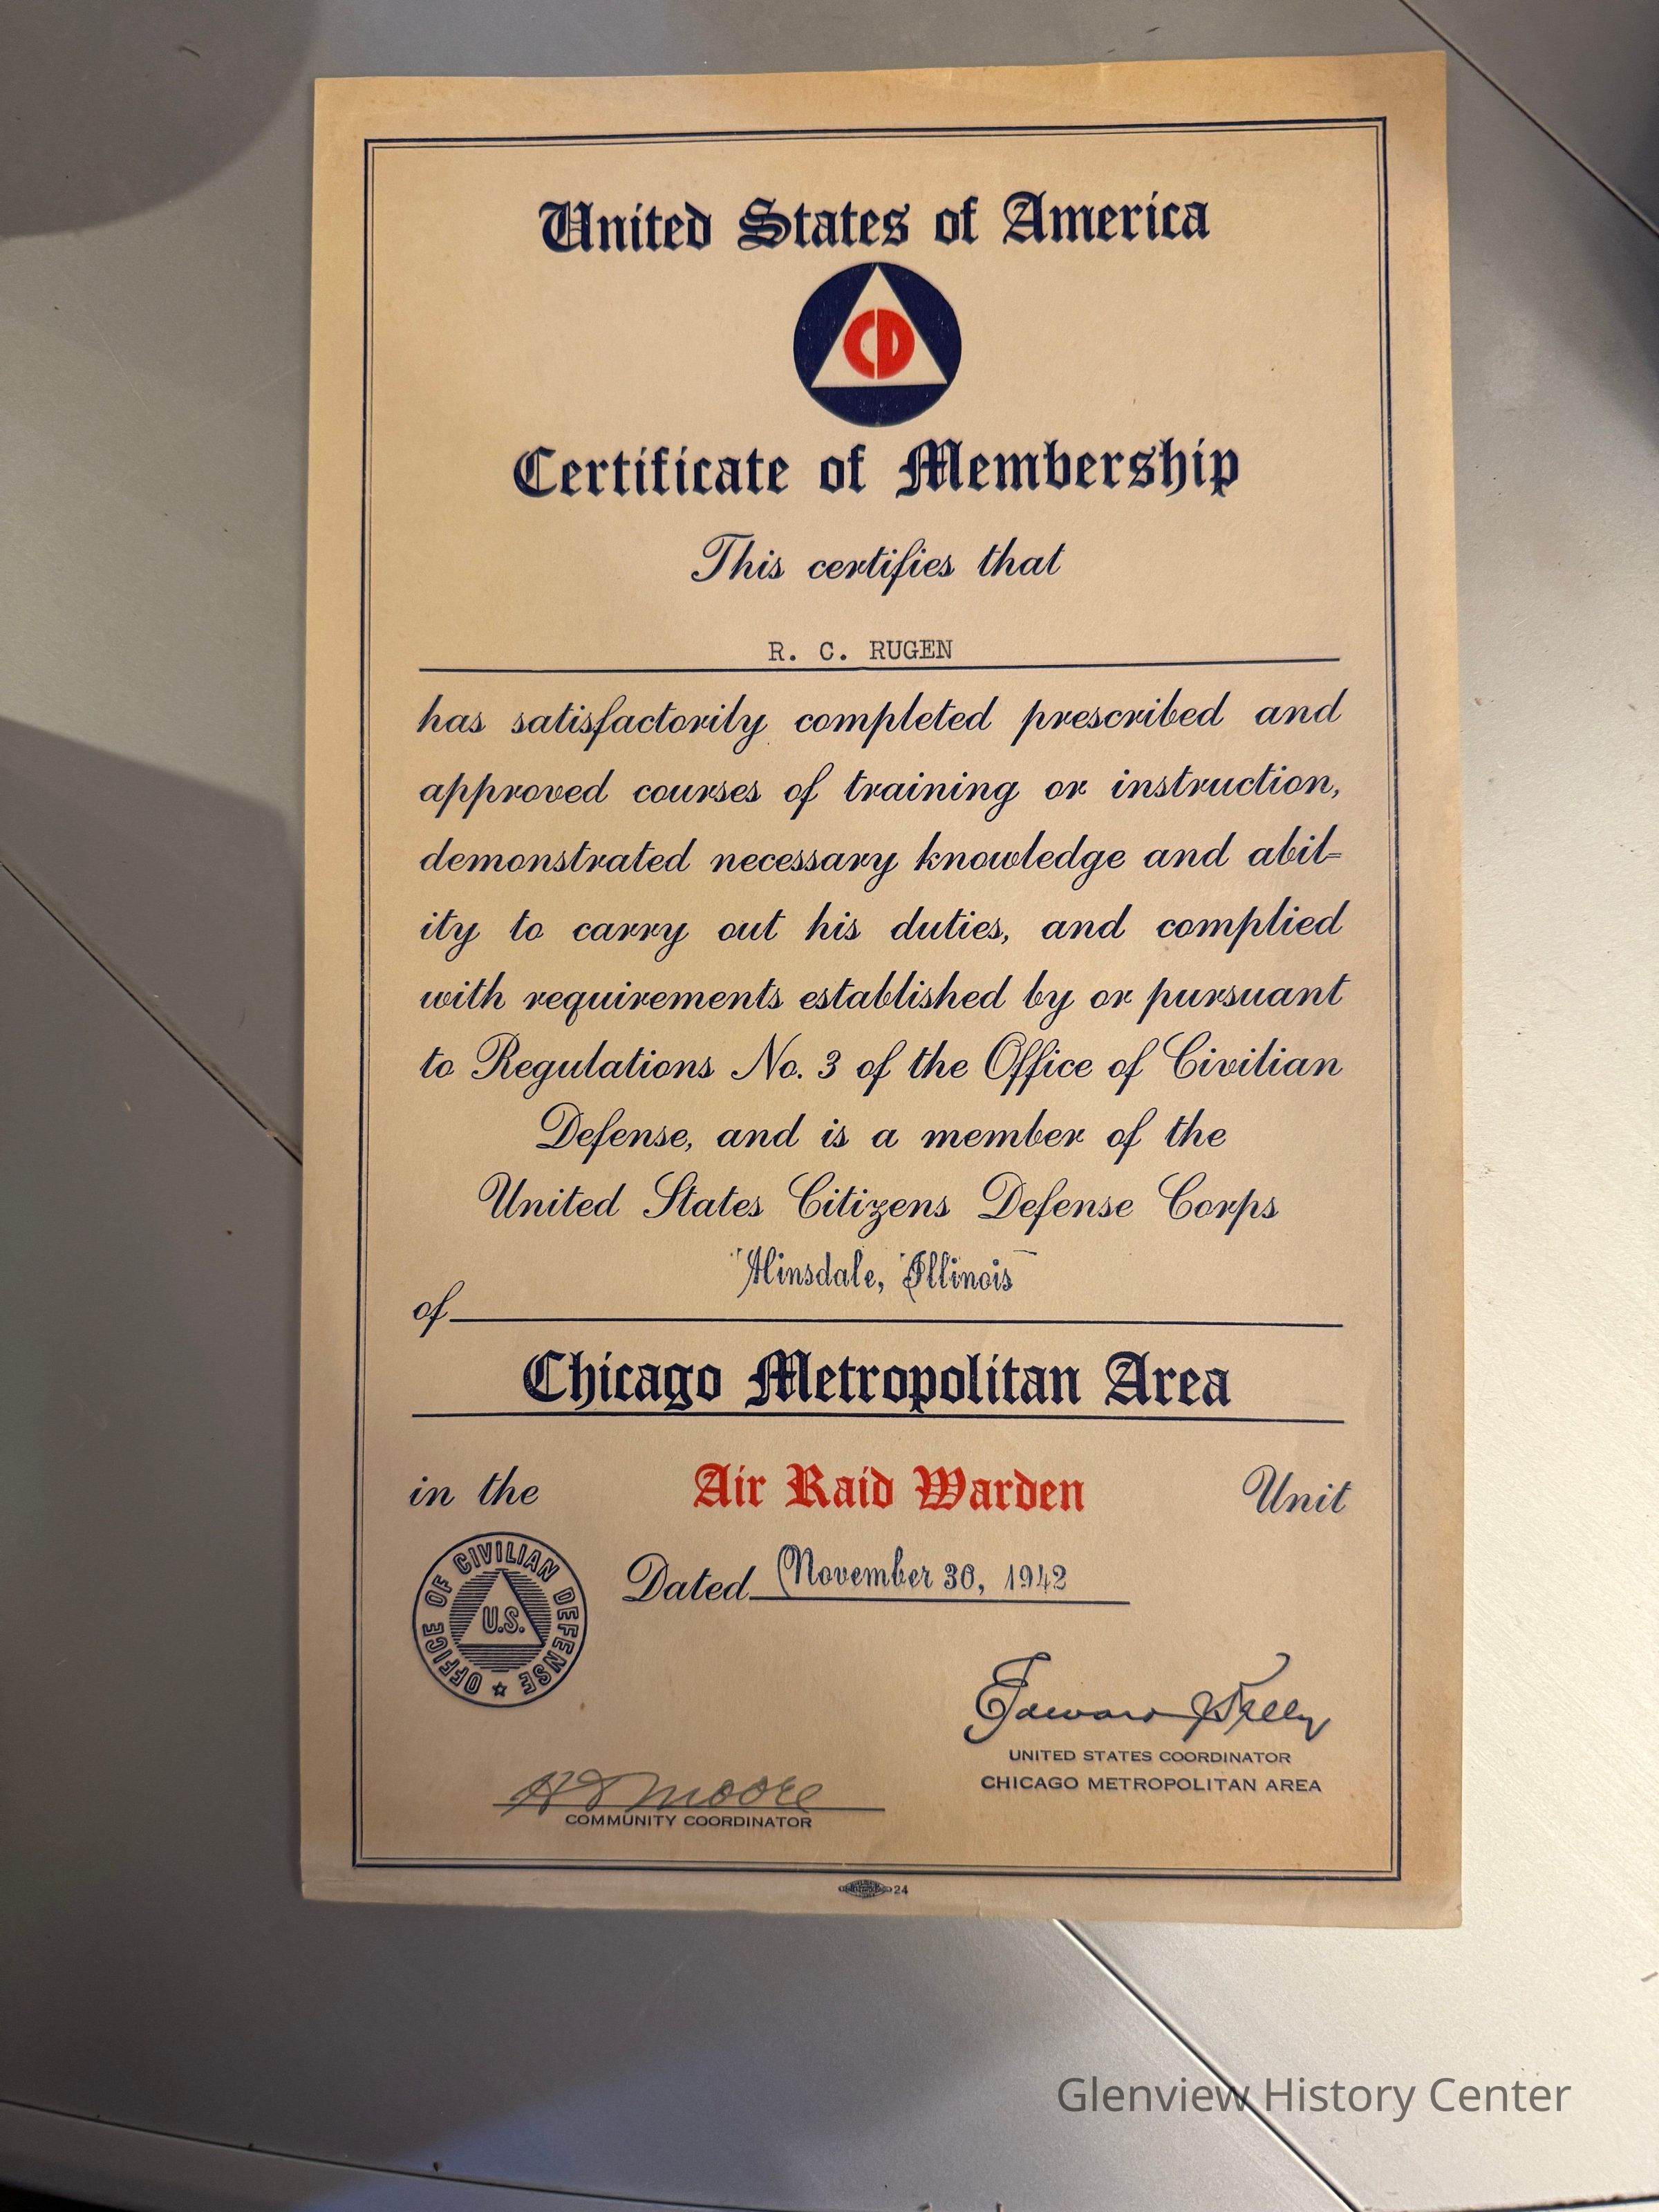 United States of America
CD
Certificate of Membership
This certifies that
R. C. RUGEN
has satisfactorily completed prescribed and
approved courses of training or instruction,
demonstrated necessary knowledge and abil=
ity to carry out his duties, and complied
with requirements established by or pursuant
to Regulations No. 3 of the Office of Civilian
Defense, and is a member of the
United States Citizens Defense Corps
Hinsdale, Illinois
of
Chicago Metropolitan Area
in the Air Raid Warden Unit
Dated November 30, 1942
OFFICE OF CIVILIAN DEFENSE
U.S.
Edward J Kelly
UNITED STATES COORDINATOR
CHICAGO METROPOLITAN AREA
Moore
COMMUNITY COORDINATOR
24
Glenview History Center